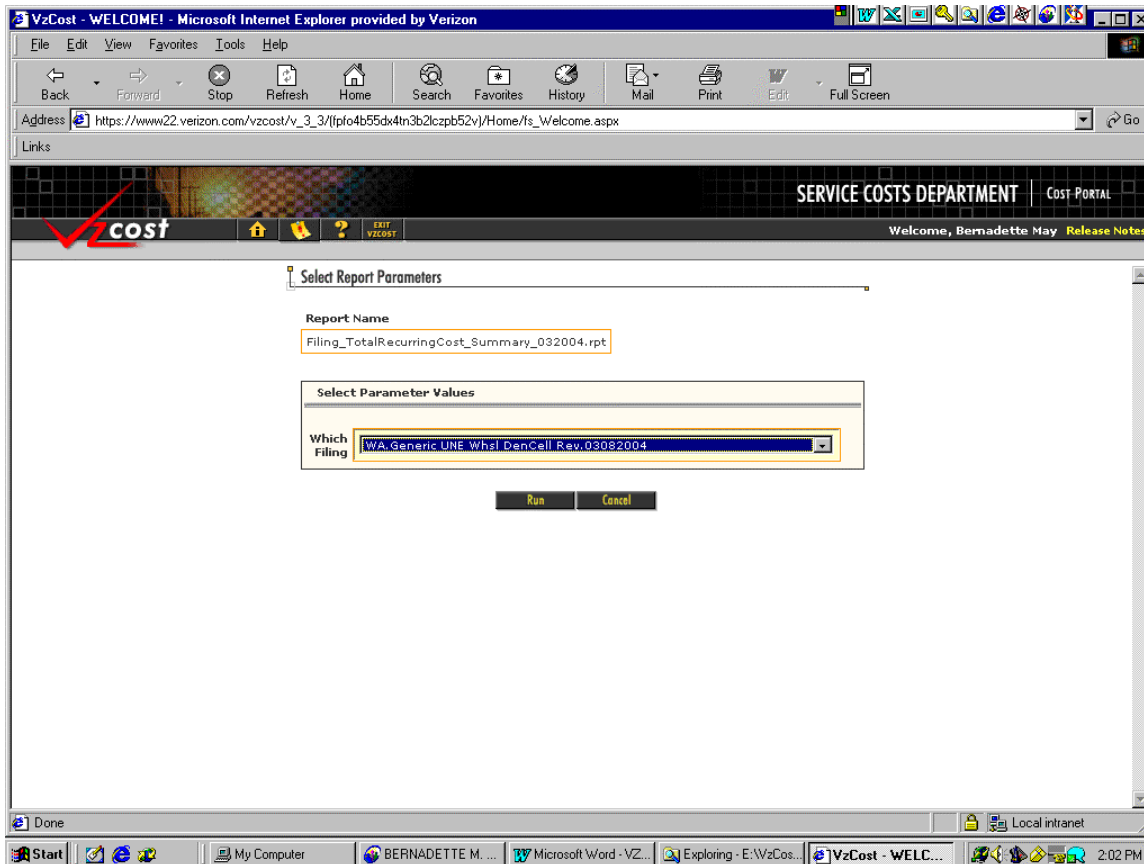 VzCost - WELCOME! - Microsoft Internet Explorer provided by Verizon
File Edit View Favorites Tools Help
Back Forward Stop Refresh Home Search Favorites History Mail Print Edit Full Screen
Address https://www22.verizon.com/vzcost/v_3_3/(fpfo4b55dx4tn3b2lczpb52v)/Home/fs_Welcome.aspx Go
Links
SERVICE COSTS DEPARTMENT | COST PORTAL
Vzcost ? EXIT VZCOST Welcome, Bernadette May Release Notes
Select Report Parameters
Report Name
Filing_TotalRecurringCost_Summary_032004.rpt
Select Parameter Values
Which Filing WA.Generic UNE Whsl DenCell Rev.03082004
Run Cancel
Done Local intranet
Start My Computer BERNADETTE M. ... Microsoft Word - VZ... Exploring - E:\VzCos... VzCost - WELC... 2:02 PM